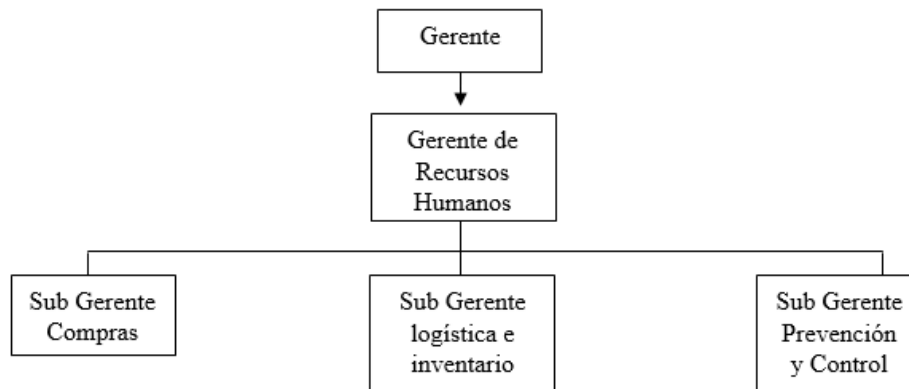 Gerente
Gerente de
Recursos
Humanos
Sub Gerente
Compras
Sub Gerente
logística e
inventario
Sub Gerente
Prevención
y Control